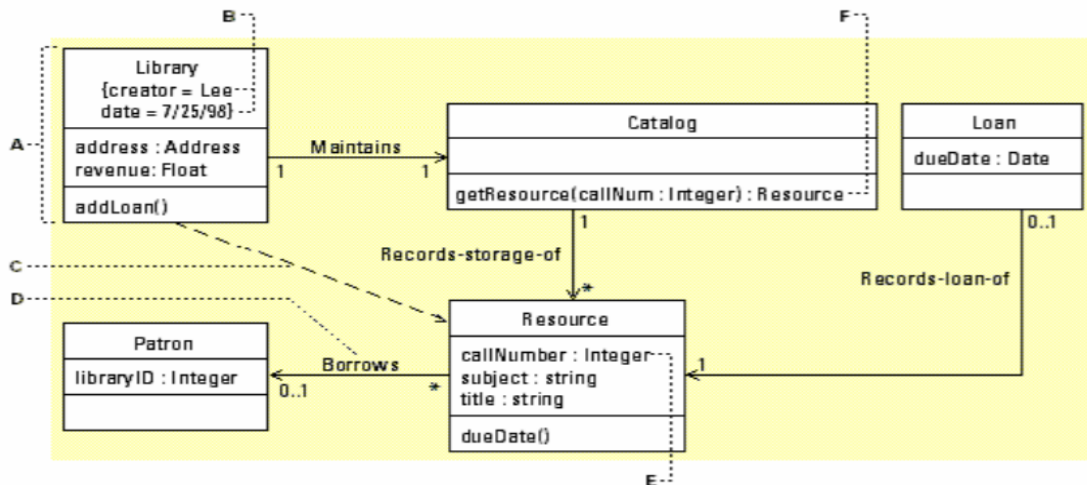 B
F
Library
{creator = Lee
date = 7/25/98}
A
address : Address
revenue: Float
addLoan()
Maintains
1
1
Catalog
getResource(callNum : Integer) : Resource
Loan
dueDate : Date
1
0..1
Records-storage-of
Records-loan-of
C
D
*
Patron
libraryID : Integer
Borrows
0..1
*
Resource
callNumber : Integer
subject : string
title : string
dueDate()
1
E